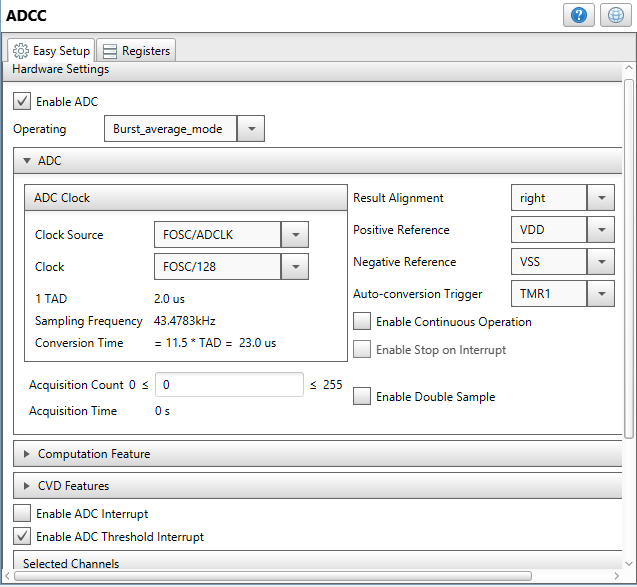 ADCC
Easy Setup
Registers
Hardware Settings
Enable ADC
Operating Burst_average_mode
ADC
ADC Clock
Clock Source FOSC/ADCLK
Clock FOSC/128
1 TAD 2.0 us
Sampling Frequency 43.4783kHz
Conversion Time = 11.5 * TAD = 23.0 us
Result Alignment right
Positive Reference VDD
Negative Reference VSS
Auto-conversion Trigger TMR1
Enable Continuous Operation
Enable Stop on Interrupt
Acquisition Count 0 ≤ 0 ≤ 255
Acquisition Time 0 s
Enable Double Sample
Computation Feature
CVD Features
Enable ADC Interrupt
Enable ADC Threshold Interrupt
Selected Channels